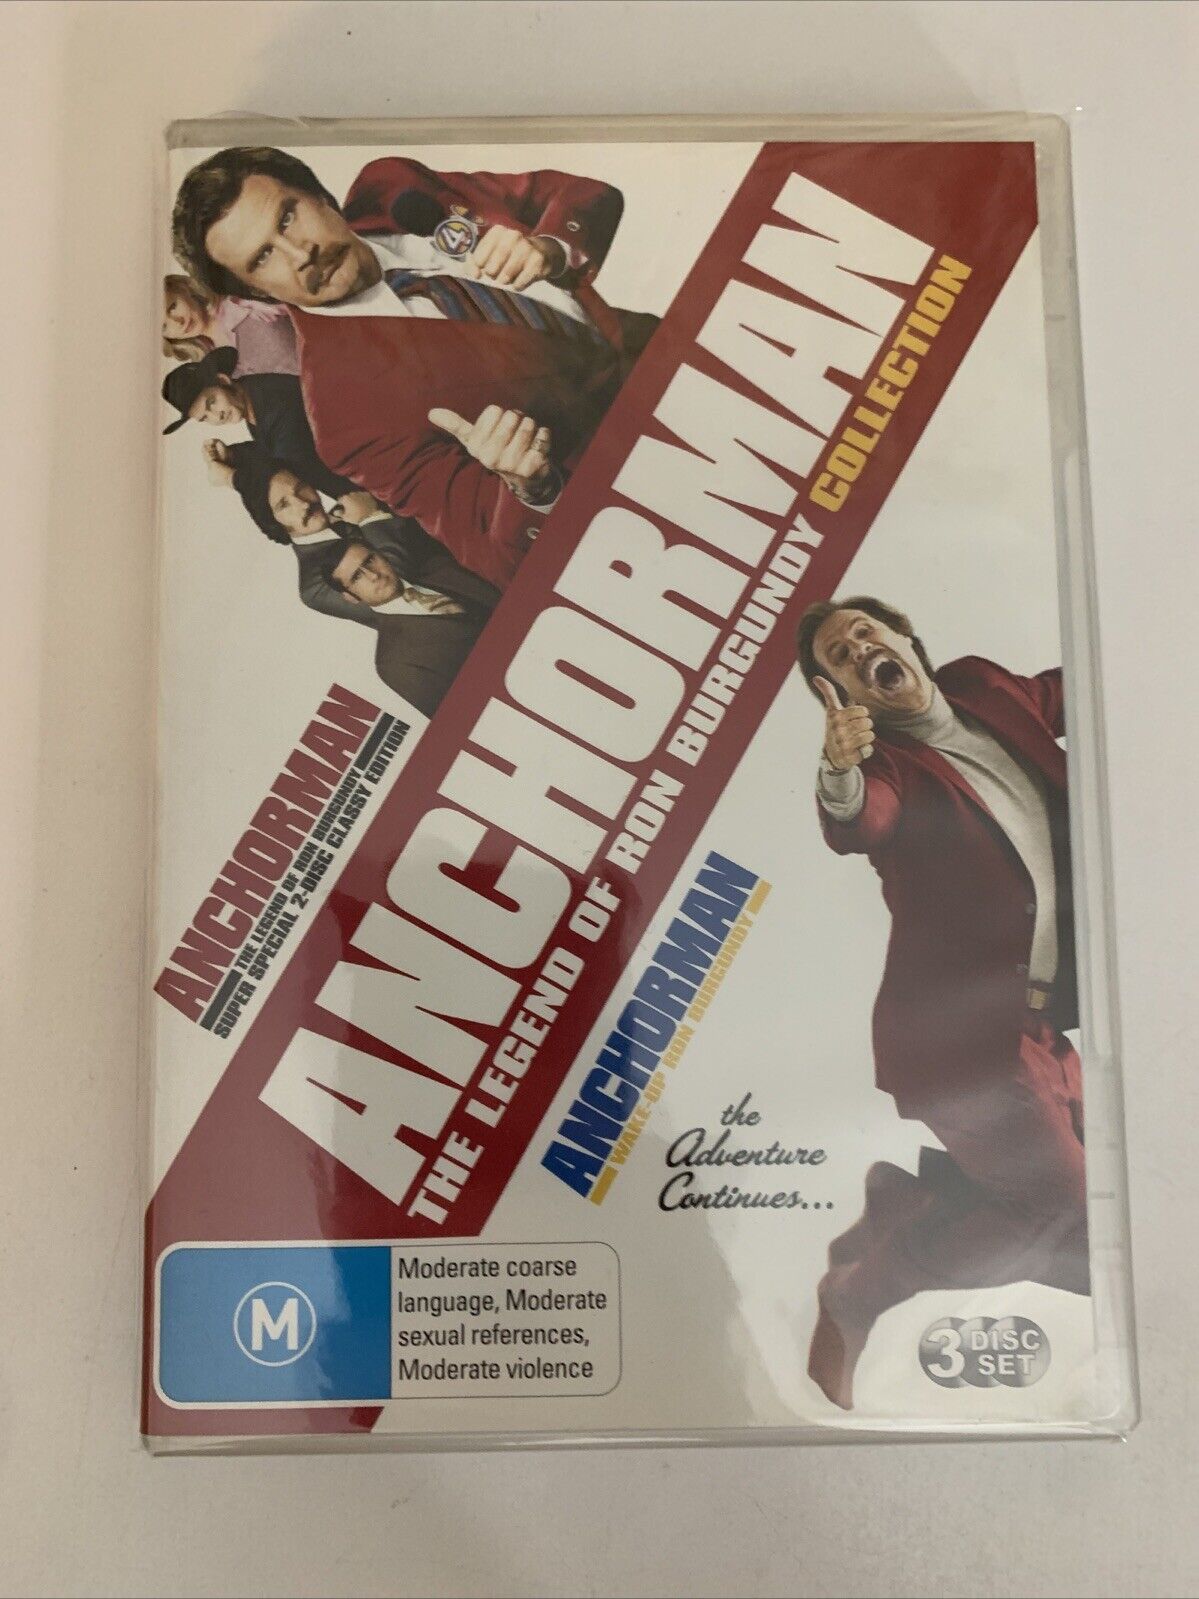 4
ANCHORMAN
THE LEGEND OF RON BURGUNDY COLLECTION
ANCHORMAN
THE LEGEND OF RON BURGUNDY
SUPER SPECIAL 2-DISC CLASSY EDITION
ANCHORMAN
WAKE-UP RON BURGUNDY
the
Adventure
Continues...
M
Moderate coarse
language, Moderate
sexual references,
Moderate violence
3 DISC
SET